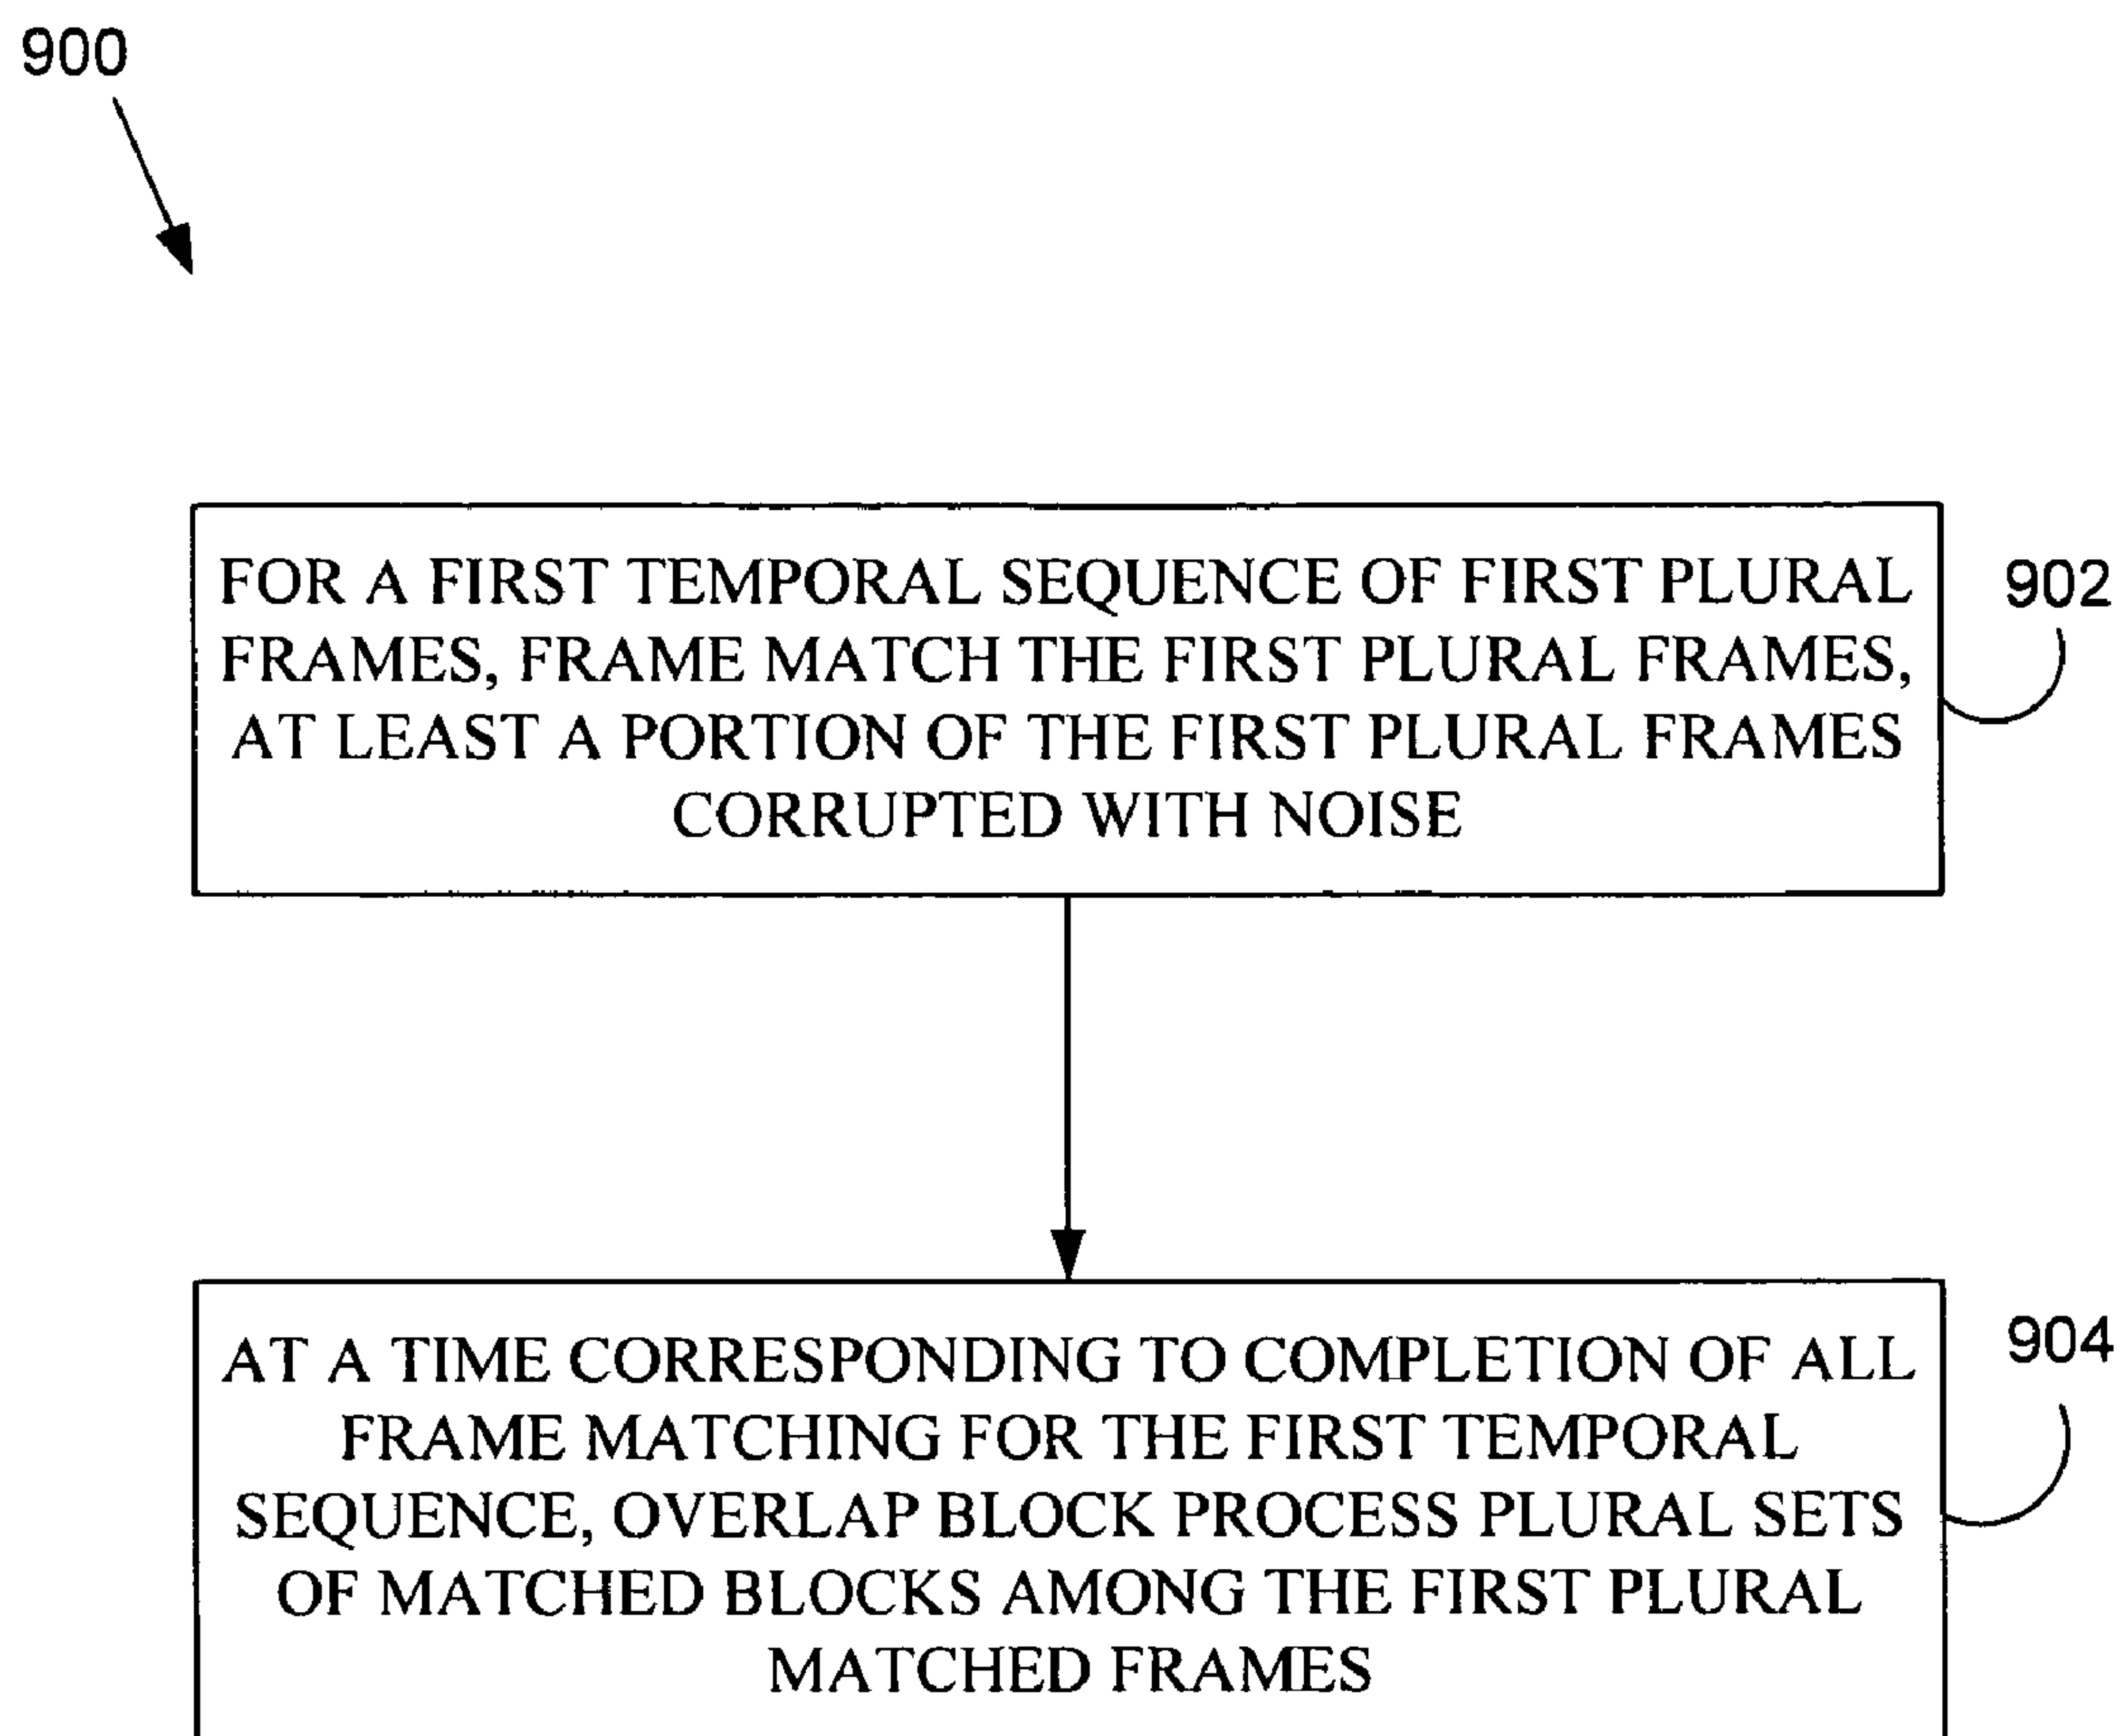 900
FOR A FIRST TEMPORAL SEQUENCE OF FIRST PLURAL
FRAMES, FRAME MATCH THE FIRST PLURAL FRAMES,
AT LEAST A PORTION OF THE FIRST PLURAL FRAMES
CORRUPTED WITH NOISE
902
AT A TIME CORRESPONDING TO COMPLETION OF ALL
FRAME MATCHING FOR THE FIRST TEMPORAL
SEQUENCE, OVERLAP BLOCK PROCESS PLURAL SETS
OF MATCHED BLOCKS AMONG THE FIRST PLURAL
MATCHED FRAMES
904